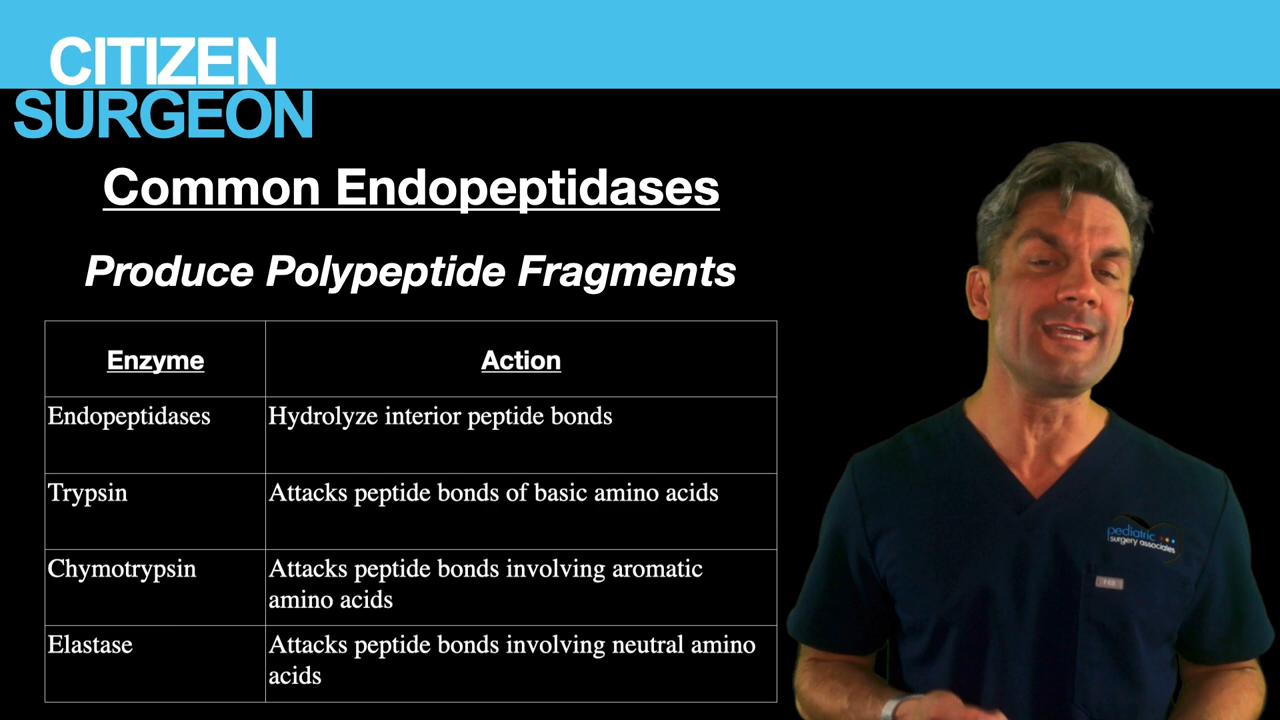 CITIZEN
SURGEON
Common Endopeptidases
Produce Polypeptide Fragments
Enzyme
Action
Endopeptidases
Hydrolyze interior peptide bonds
Trypsin
Attacks peptide bonds of basic amino acids
Chymotrypsin
Attacks peptide bonds involving aromatic
amino acids
Elastase
Attacks peptide bonds involving neutral amino
acids
pediatric
surgery associates